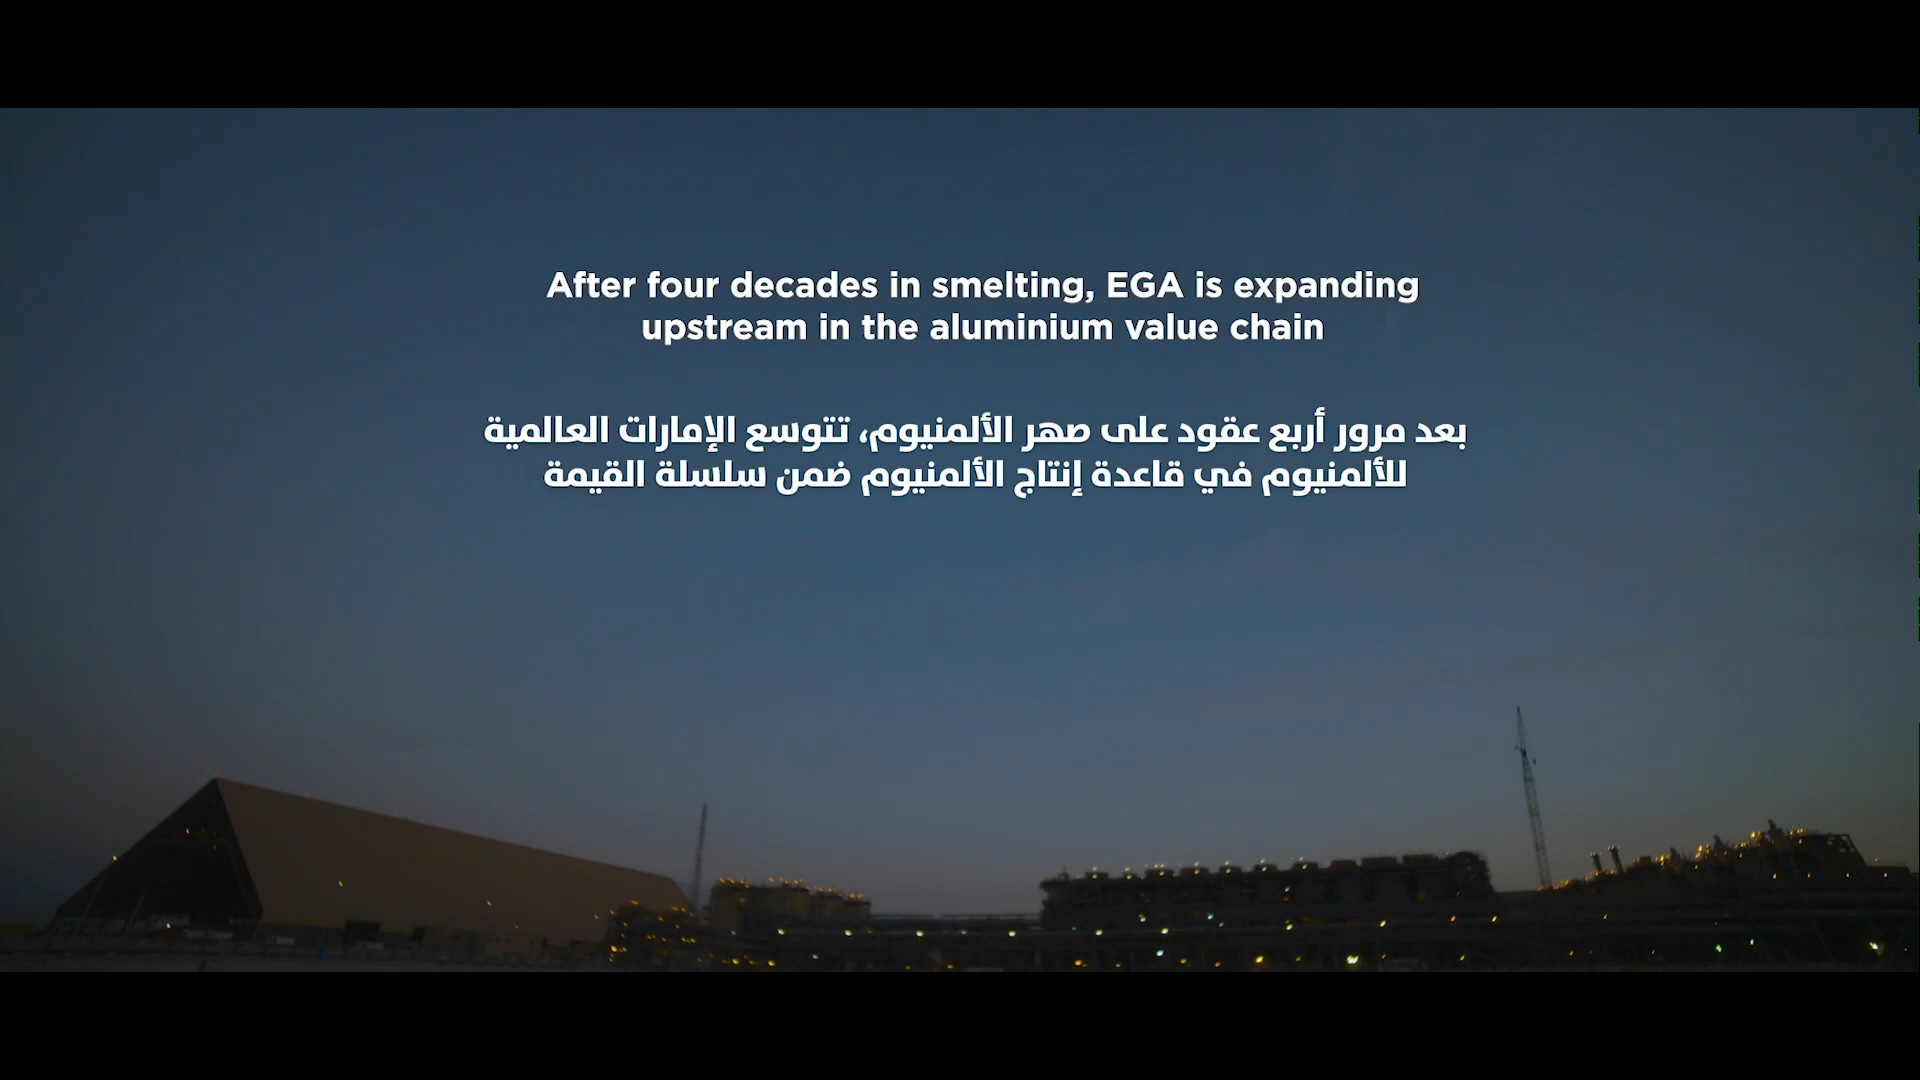 After four decades in smelting, EGA is expanding
upstream in the aluminium value chain
بعد مرور أربع عقود على صهر الألمنيوم، تتوسع الإمارات العالمية
للألمنيوم في قاعدة إنتاج الألمنيوم ضمن سلسلة القيمة